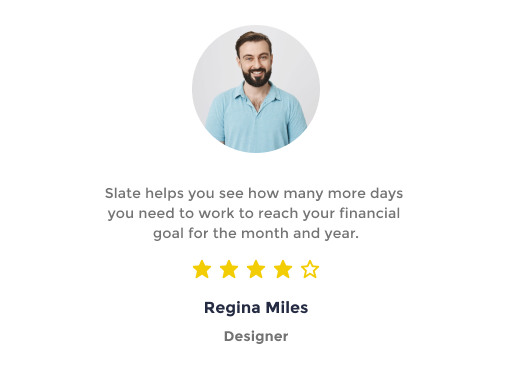 Slate helps you see how many more days
you need to work to reach your financial
goal for the month and year.
Regina Miles
Designer